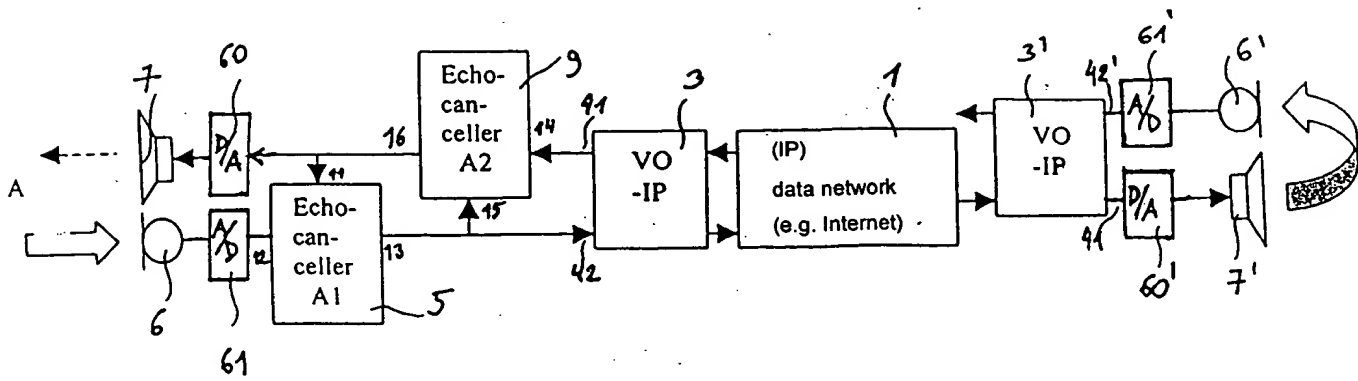 61'
60
9
3'
6'
7
42'
1
3
41
Echo-
can-
celler
A2
D/A
16
14
VO
-IP
(IP)
data network
(e.g. Internet)
VO
-IP
A/D
A
11
15
Echo-
can-
celler
A1
A/D
12
13
42
D/A
41
6
5
60'
7'
61